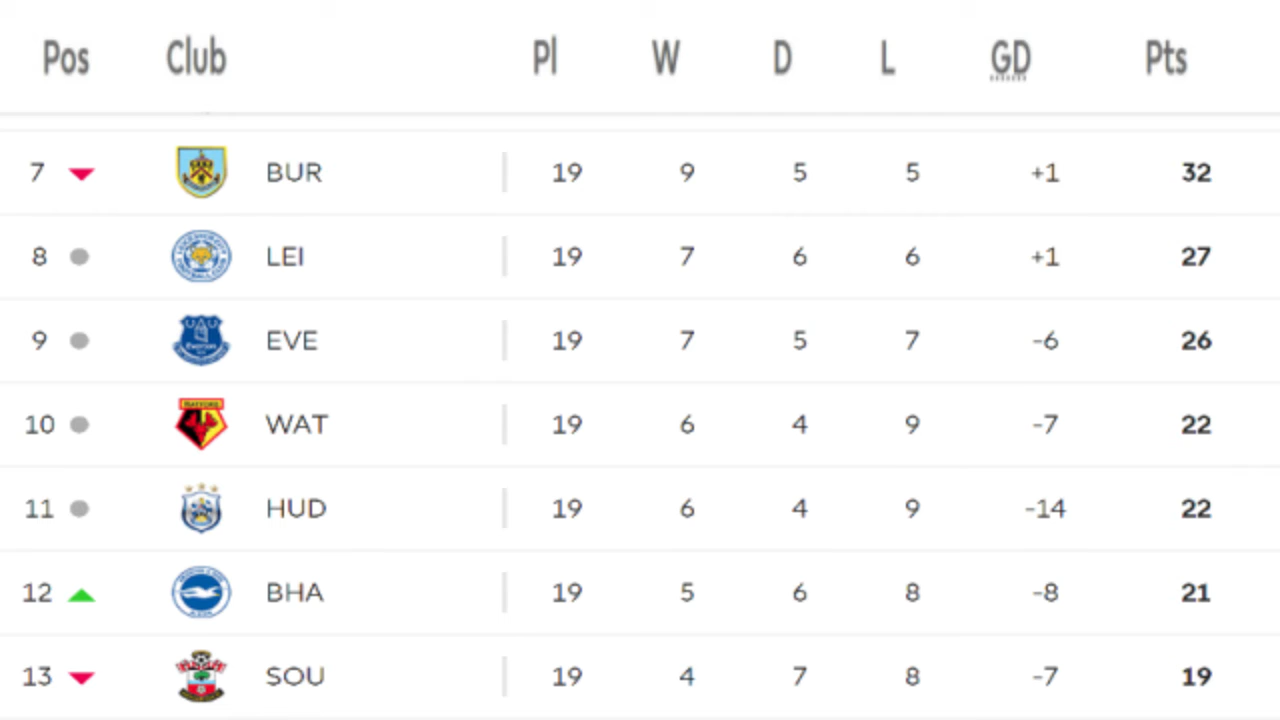 Pos Club Pl W D L GD Pts
7 BUR 19 9 5 5 +1 32
8 LEI 19 7 6 6 +1 27
9 EVE 19 7 5 7 -6 26
10 WAT 19 6 4 9 -7 22
11 HUD 19 6 4 9 -14 22
12 BHA 19 5 6 8 -8 21
13 SOU 19 4 7 8 -7 19